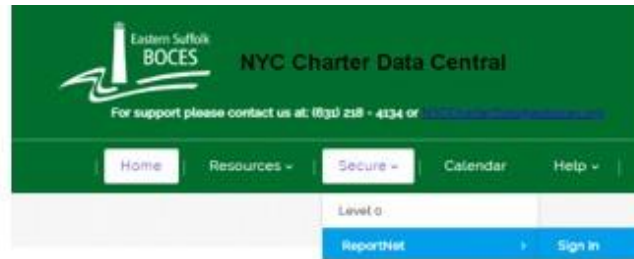 Eastern Suffolk
BOCES
NYC Charter Data Central
For support please contact us at: (631) 218 - 4134 or
Home Resources Secure Calendar Help
Level 0
ReportNet Sign In